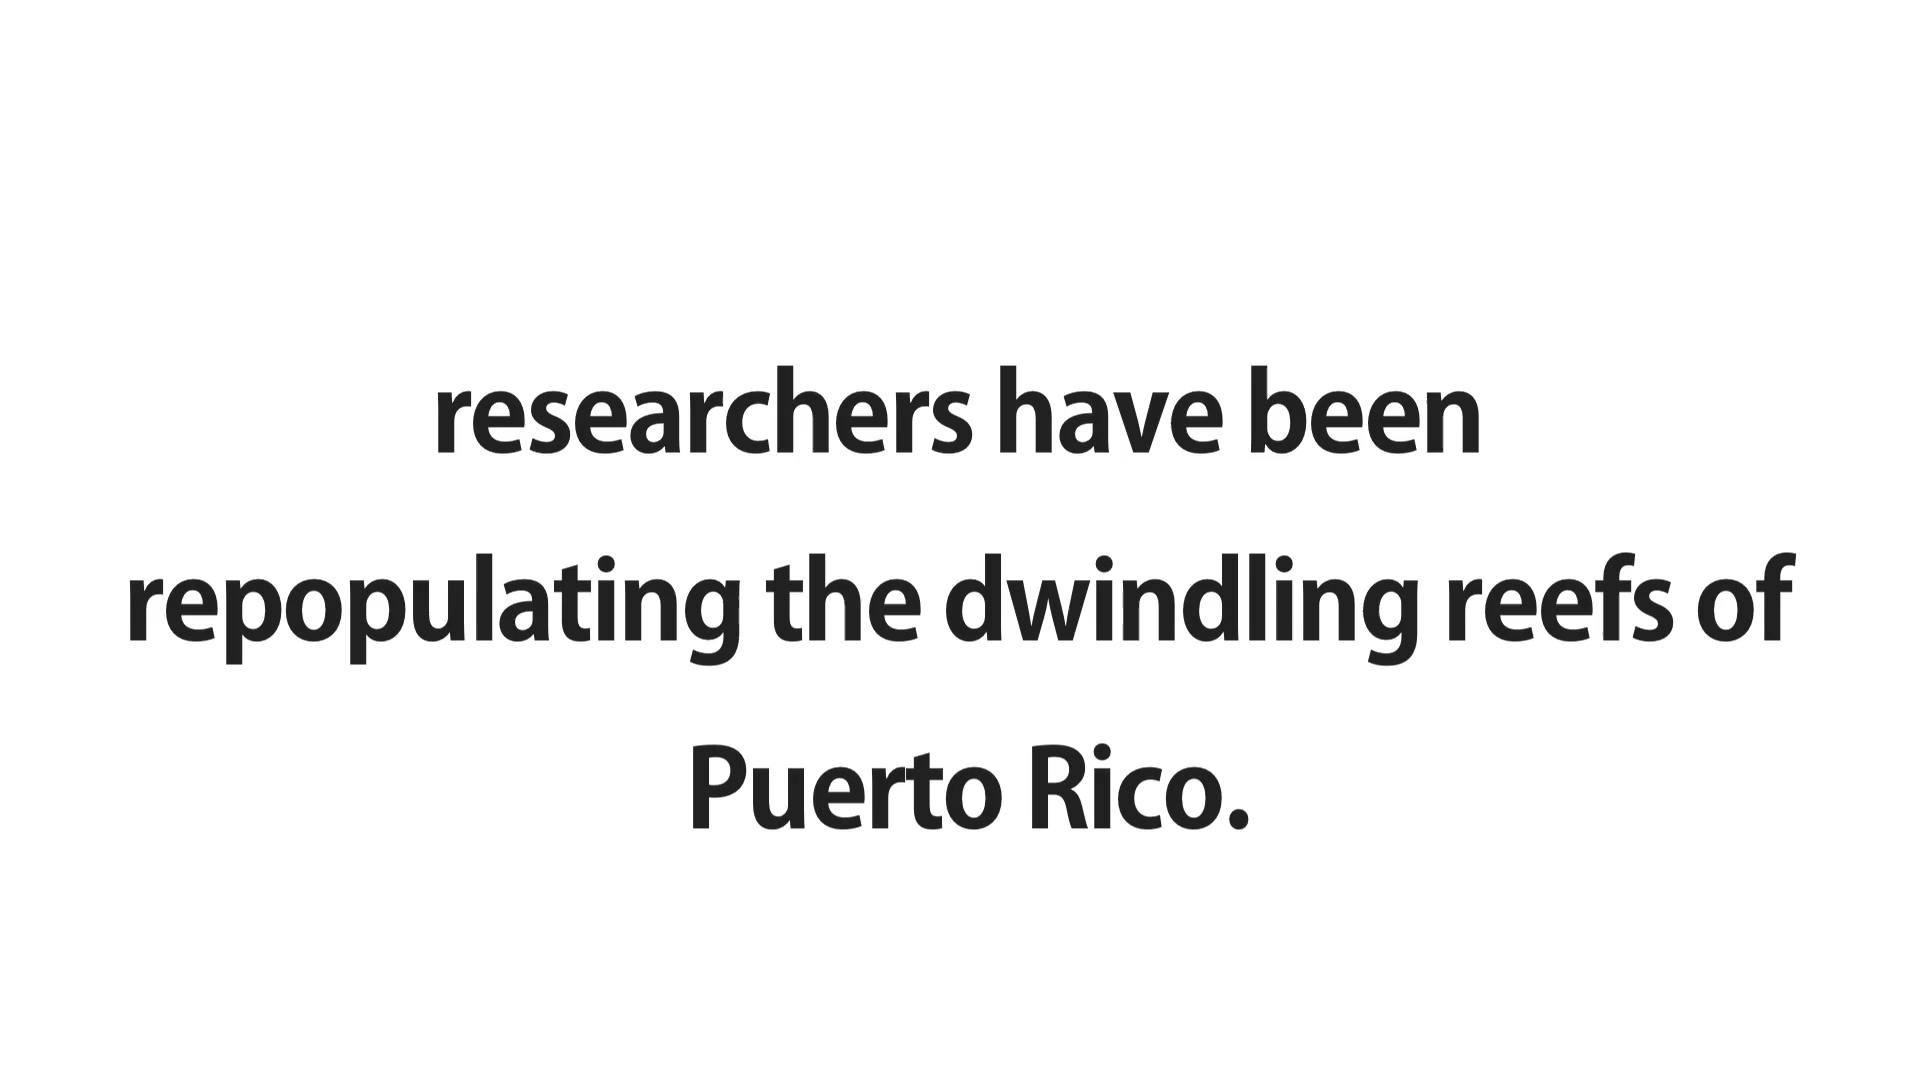 researchers have been
repopulating the dwindling reefs of
Puerto Rico.